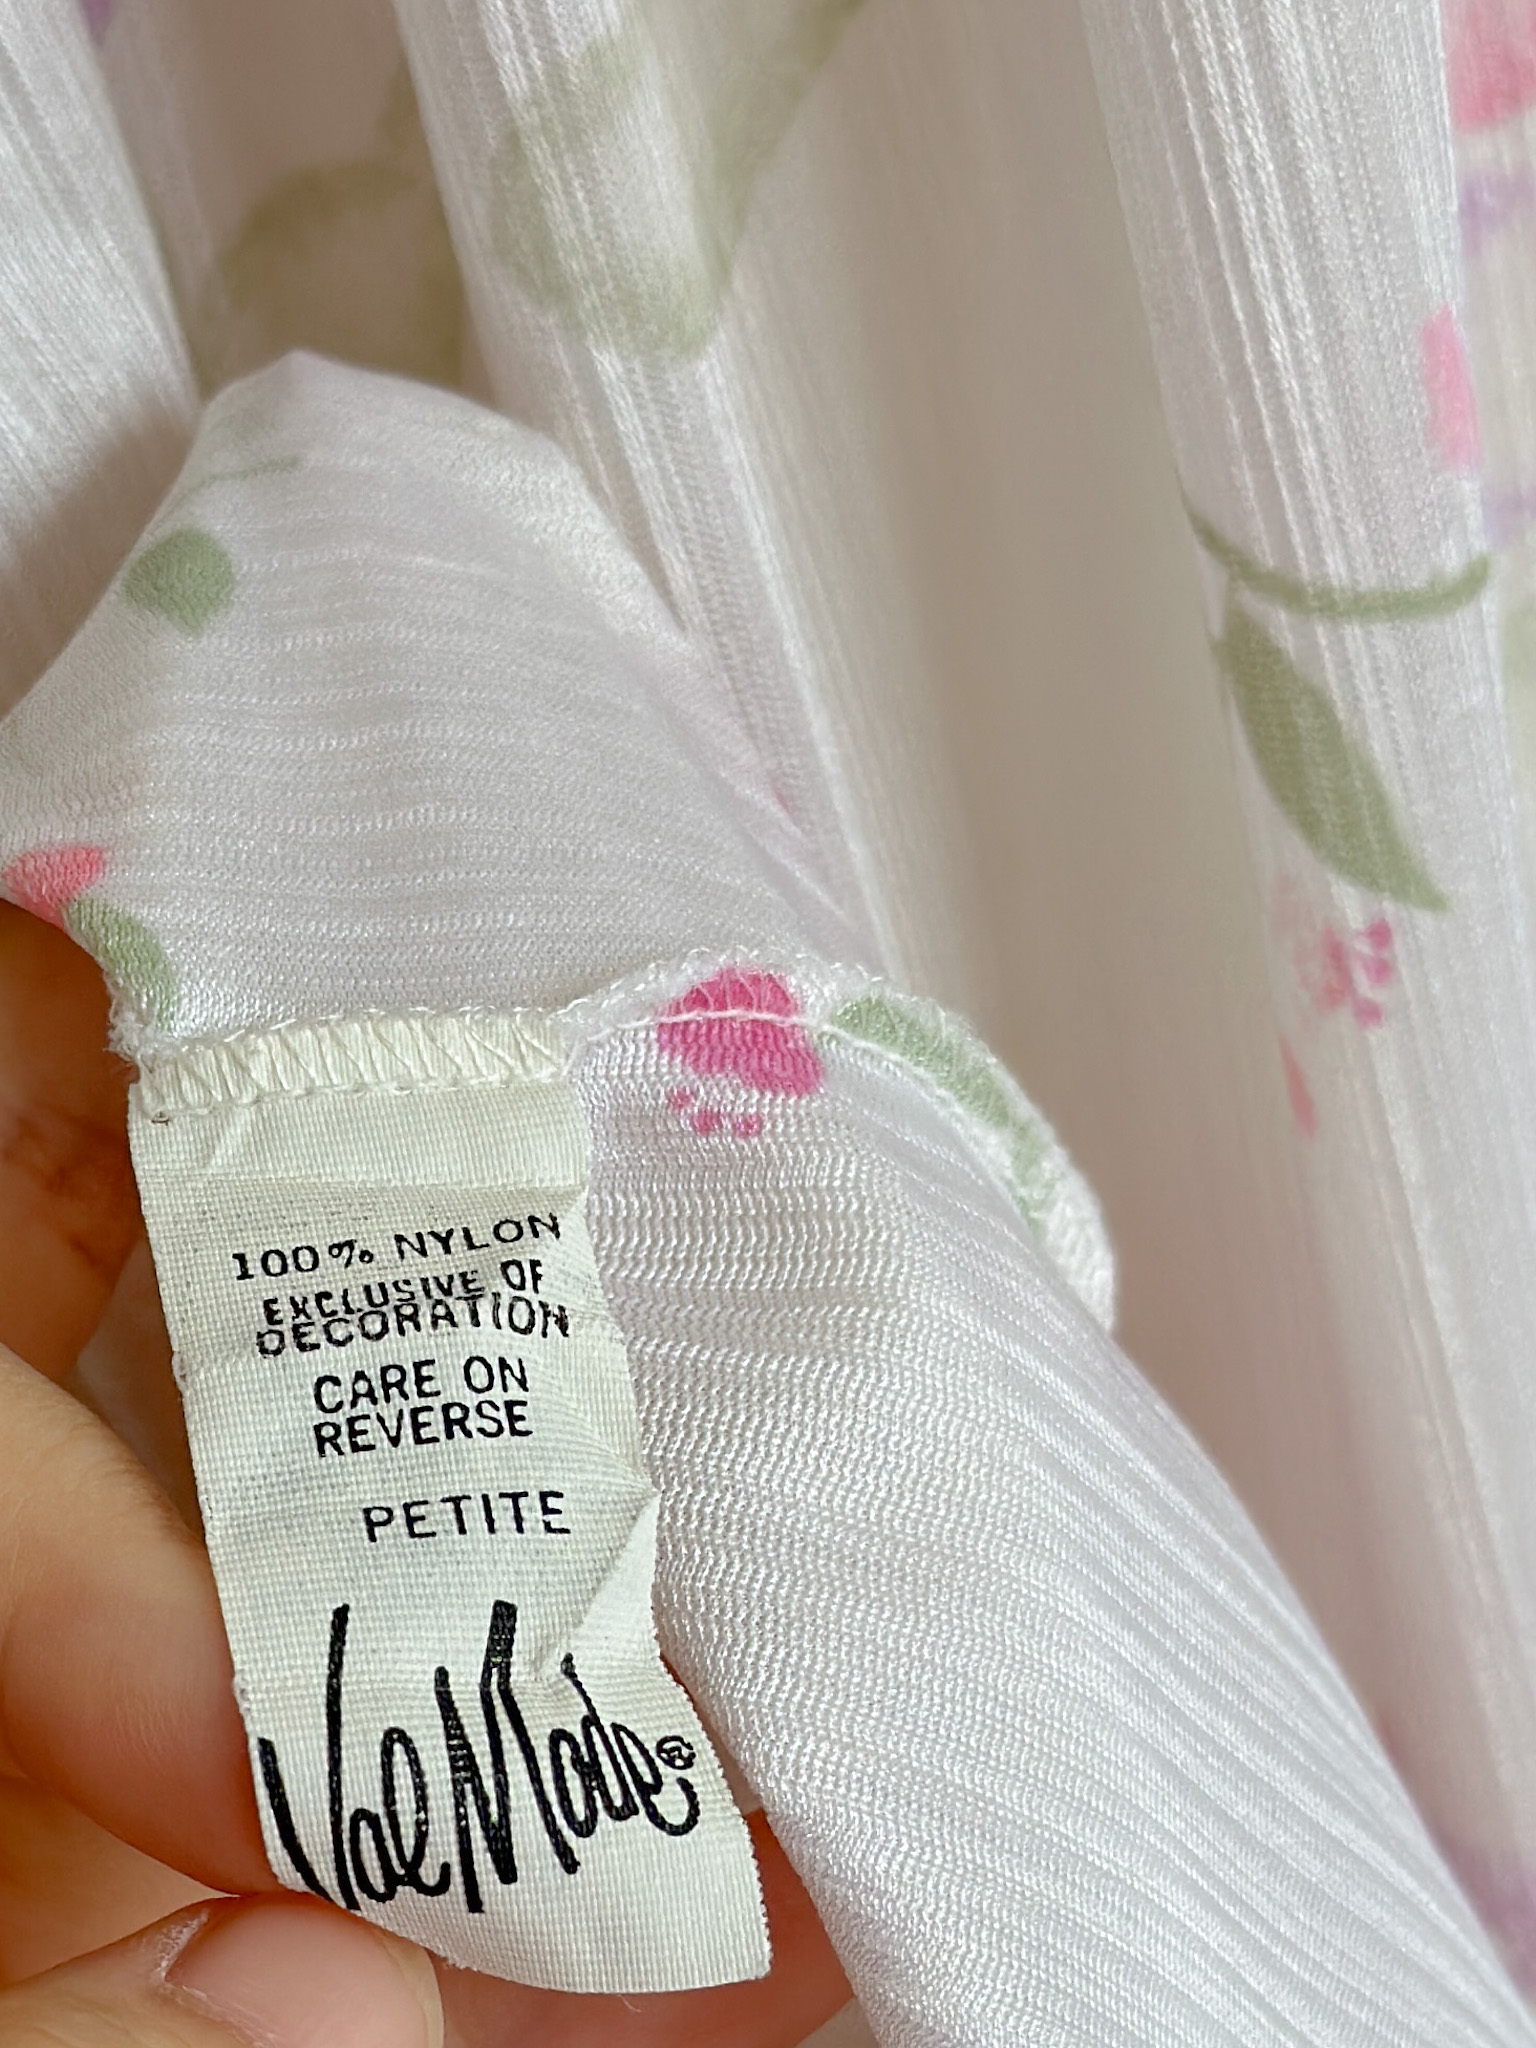 100% NYLON
EXCLUSIVE OF
DECORATION
CARE ON
REVERSE
PETITE
Val Mode®